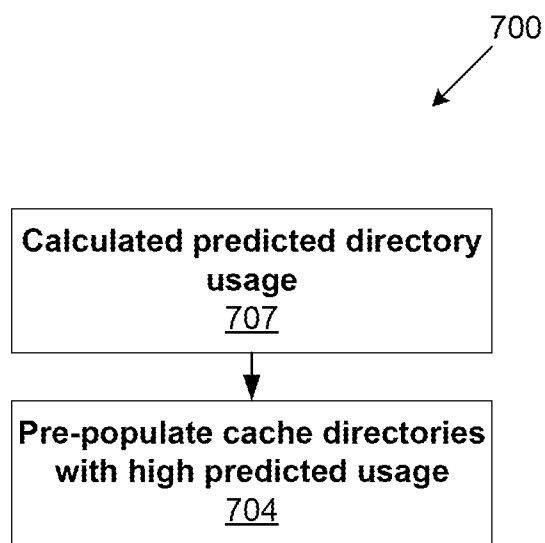 700
Calculated predicted directory
usage
707
Pre-populate cache directories
with high predicted usage
704